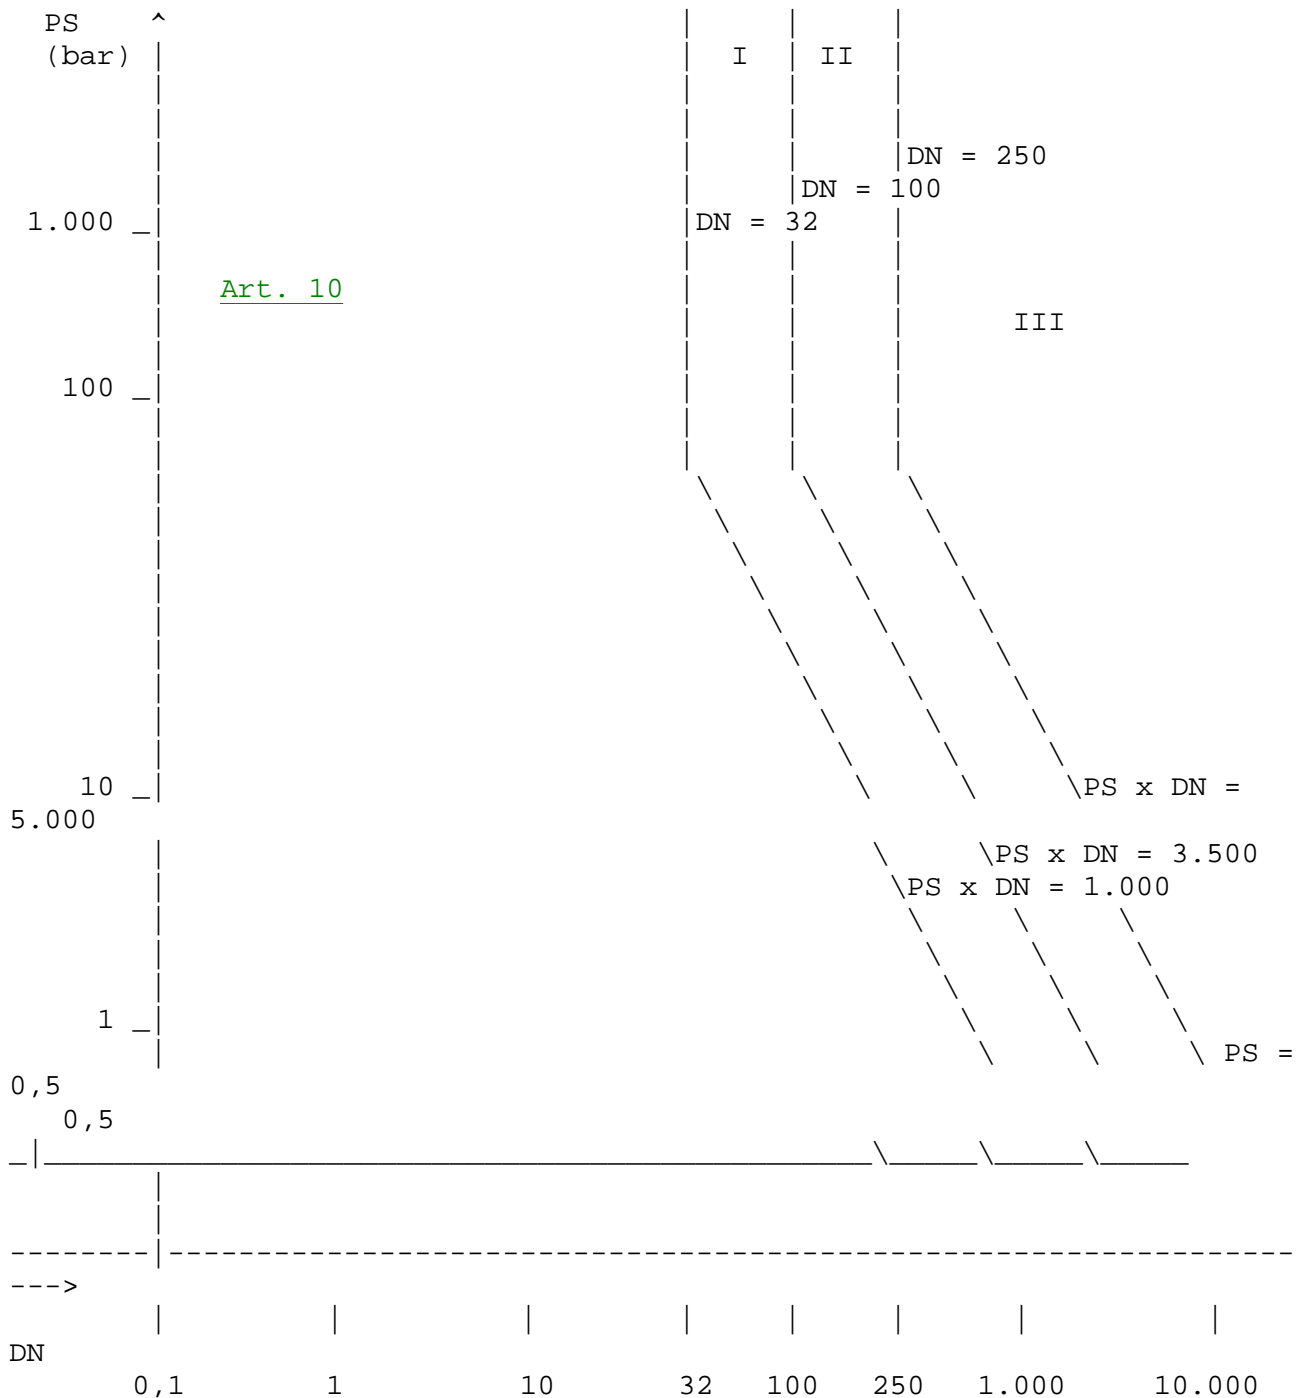 PS
(bar)
I II
DN = 250
DN = 100
1.000 DN = 32
Art. 10
III
100
10 PS x DN =
5.000
PS x DN = 3.500
PS x DN = 1.000
1
PS =
0,5
0,5
DN
0,1 1 10 32 100 250 1.000 10.000